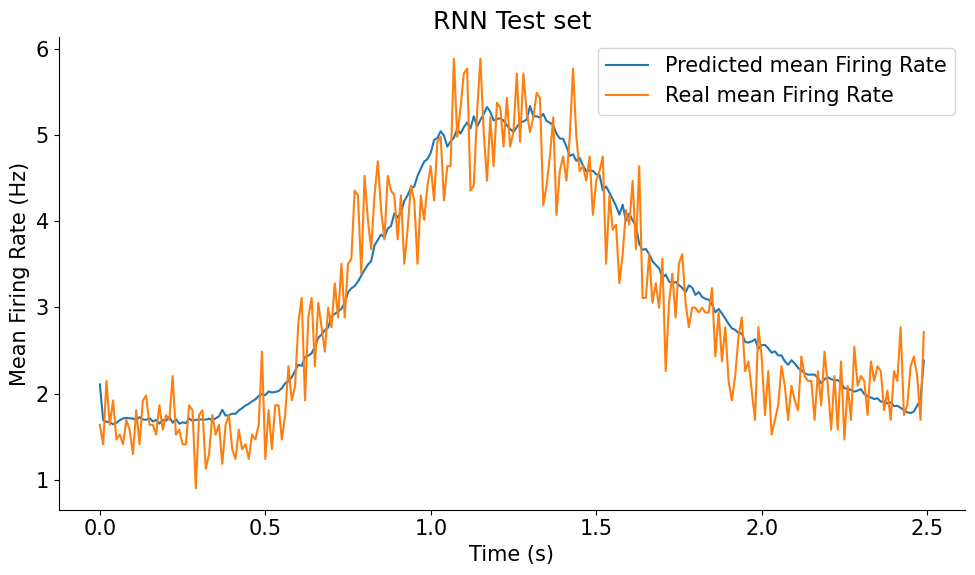 RNN Test set
Predicted mean Firing Rate
Real mean Firing Rate
Mean Firing Rate (Hz)
6
5
4
3
2
1
0.0 0.5 1.0 1.5 2.0 2.5
Time (s)